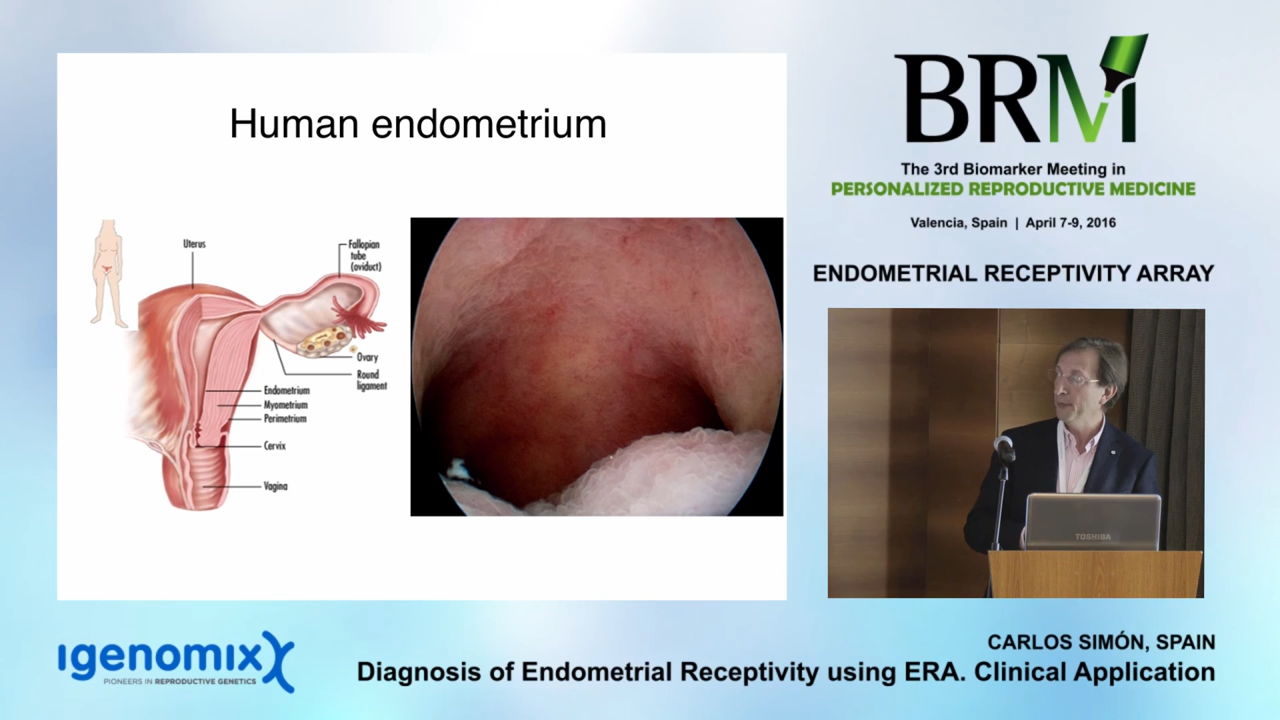 Human endometrium
Uterus
Fallopian
tube
(oviduct)
Ovary
Round
ligament
Endometrium
Myometrium
Perimetrium
Cervix
Vagina
BRM
The 3rd Biomarker Meeting in
PERSONALIZED REPRODUCTIVE MEDICINE
Valencia, Spain | April 7-9, 2016
ENDOMETRIAL RECEPTIVITY ARRAY
TOSHIBA
CARLOS SIMÓN, SPAIN
Diagnosis of Endometrial Receptivity using ERA. Clinical Application
igenomix
PIONEERS IN REPRODUCTIVE GENETICS